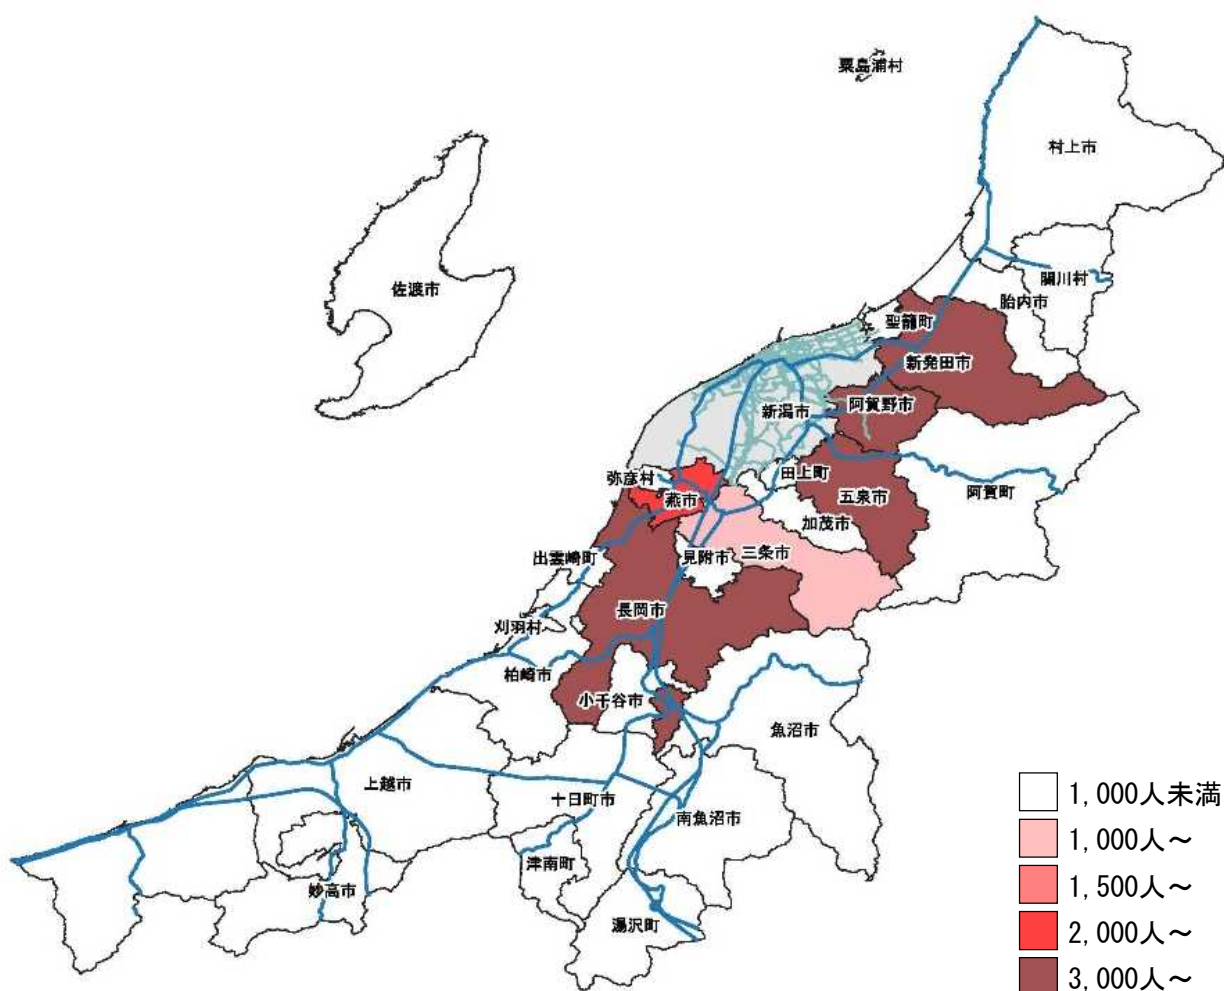 粟島浦村
村上市
佐渡市
関川村
胎内市
聖籠町
新発田市
新潟市
阿賀野市
弥彦村
田上町
燕市
五泉市
阿賀町
加茂市
出雲崎町
見附市
三条市
長岡市
刈羽村
柏崎市
小千谷市
魚沼市
上越市
十日町市
南魚沼市
津南町
妙高市
湯沢町
1,000人未満
1,000人～
1,500人～
2,000人～
3,000人～